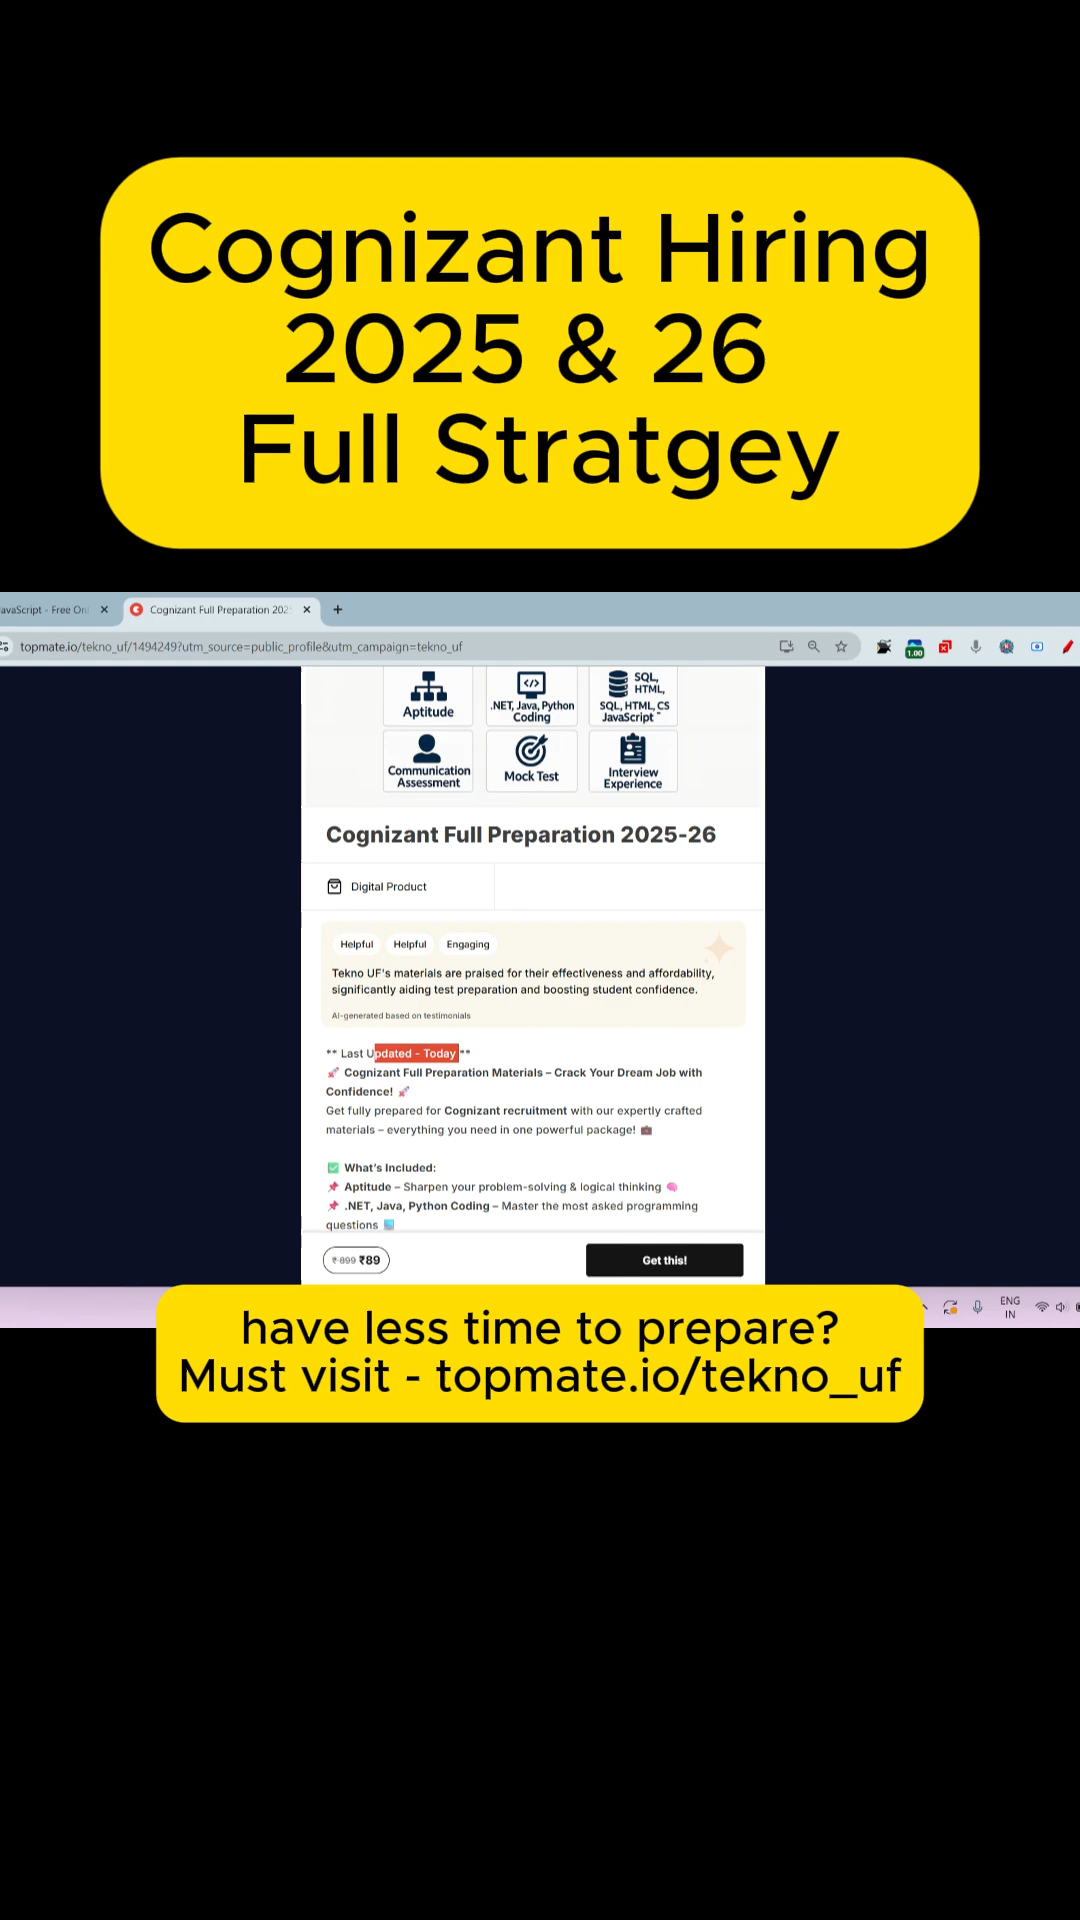 Cognizant Hiring
2025 & 26
Full Stratgey
avaScript - Free Onl
Cognizant Full Preparation 202
topmate.io/tekno_uf/1494249?utm_source=public_profile&utm_campaign=tekno_uf
1.00
Aptitude
</>
.NET, Java, Python
Coding
SQL,
HTML,
SQL, HTML, CS
JavaScript
Communication
Assessment
Mock Test
Interview
Experience
Cognizant Full Preparation 2025-26
Digital Product
Helpful Helpful Engaging
Tekno UF's materials are praised for their effectiveness and affordability,
significantly aiding test preparation and boosting student confidence.
AI-generated based on testimonials
** Last Updated - Today **
🚀 Cognizant Full Preparation Materials – Crack Your Dream Job with
Confidence! 🚀
Get fully prepared for Cognizant recruitment with our expertly crafted
materials – everything you need in one powerful package! 💼
✅ What's Included:
📌 Aptitude – Sharpen your problem-solving & logical thinking 🧠
📌 .NET, Java, Python Coding – Master the most asked programming
questions 💻
₹ 899 ₹89
Get this!
ENG
IN
have less time to prepare?
Must visit - topmate.io/tekno_uf